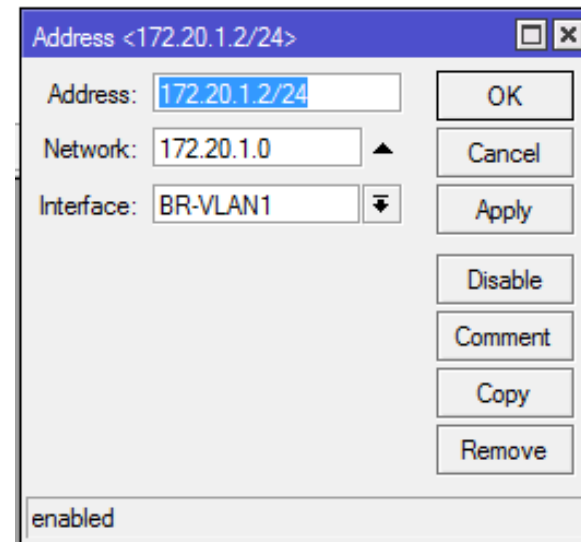 Address <172.20.1.2/24>
Address: 172.20.1.2/24
OK
Network: 172.20.1.0
Cancel
Interface: BR-VLAN1
Apply
Disable
Comment
Copy
Remove
enabled